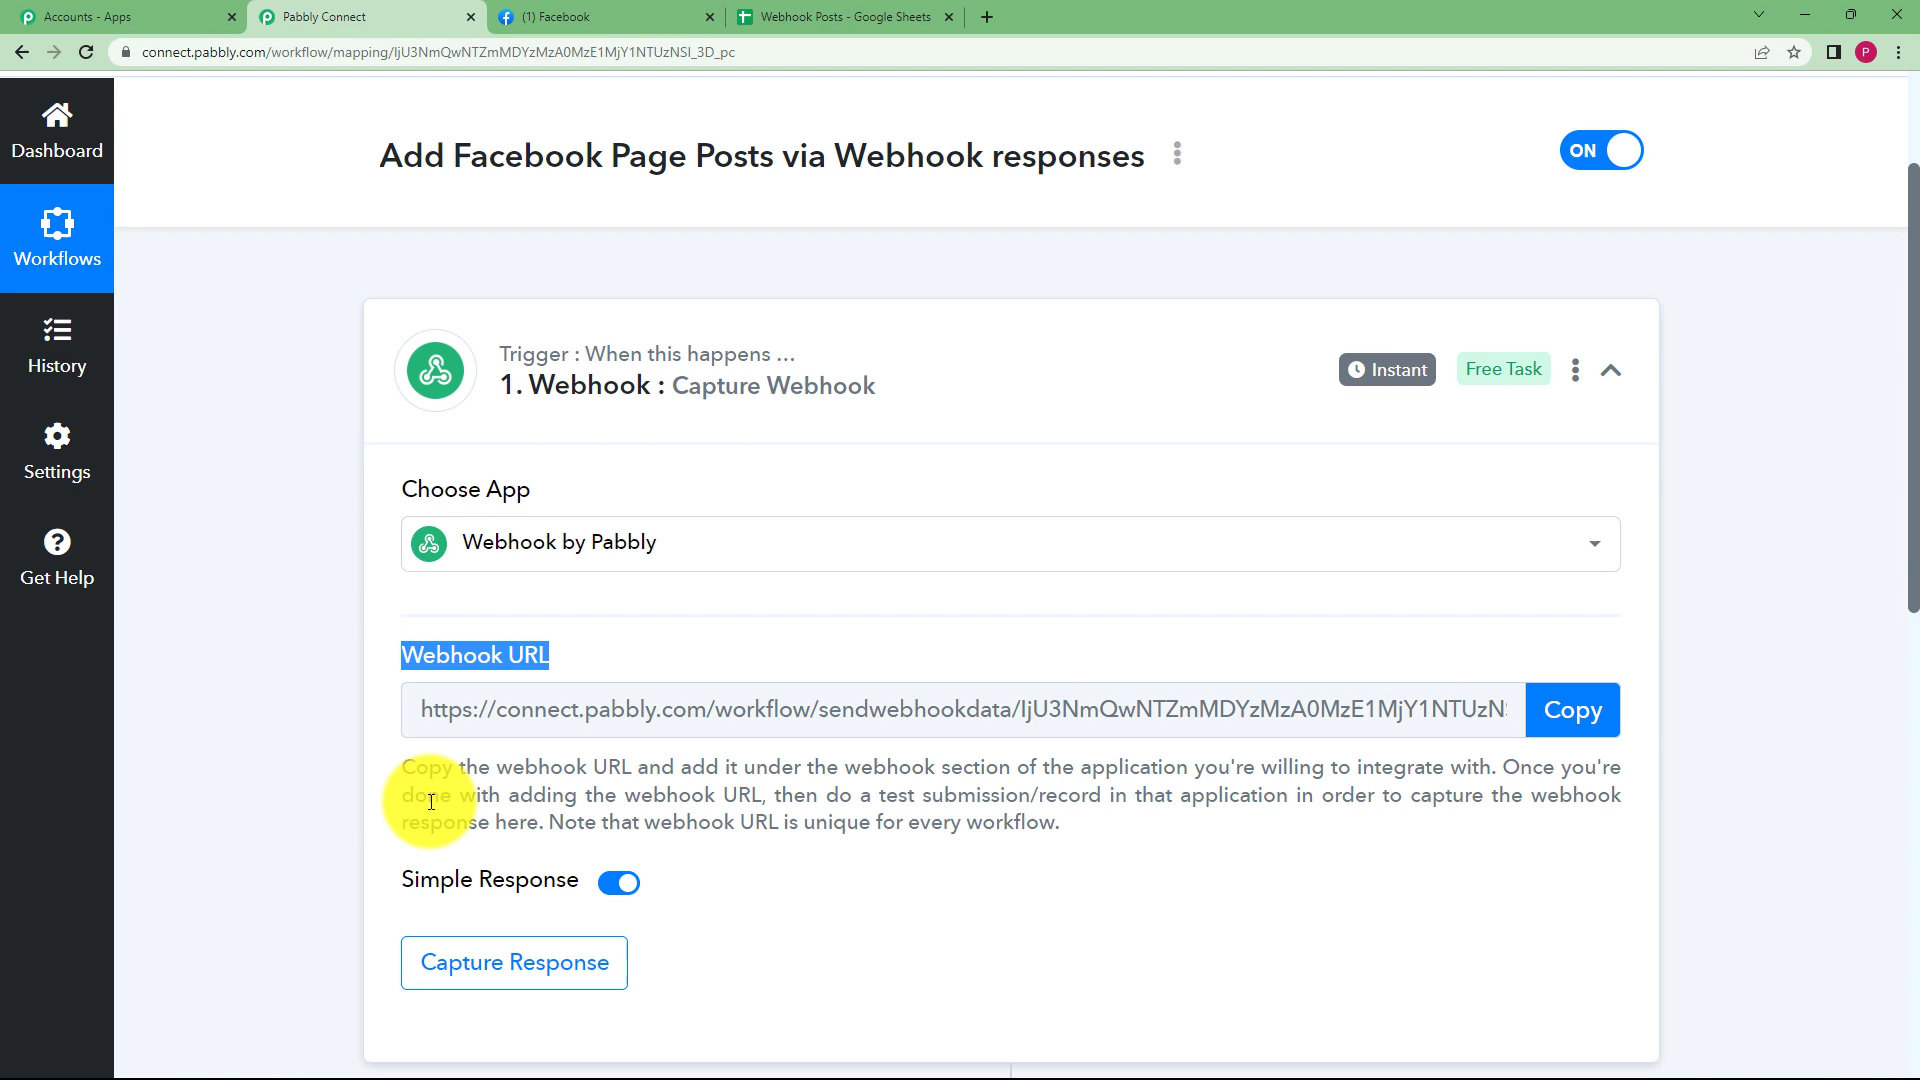 Accounts - Apps
Pabbly Connect
(1) Facebook
Webhook Posts - Google Sheets
connect.pabbly.com/workflow/mapping/IjU3NmQwNTZmMDYzMzA0MzE1MjY1NTUzNSI_3D_pc
P
Dashboard
Workflows
History
Settings
Get Help
Add Facebook Page Posts via Webhook responses
ON
Trigger : When this happens ...
1. Webhook : Capture Webhook
Instant
Free Task
Choose App
Webhook by Pabbly
Webhook URL
https://connect.pabbly.com/workflow/sendwebhookdata/IjU3NmQwNTZmMDYzMzA0MzE1MjY1NTUzN
Copy
Copy the webhook URL and add it under the webhook section of the application you're willing to integrate with. Once you're
done with adding the webhook URL, then do a test submission/record in that application in order to capture the webhook
response here. Note that webhook URL is unique for every workflow.
Simple Response
Capture Response